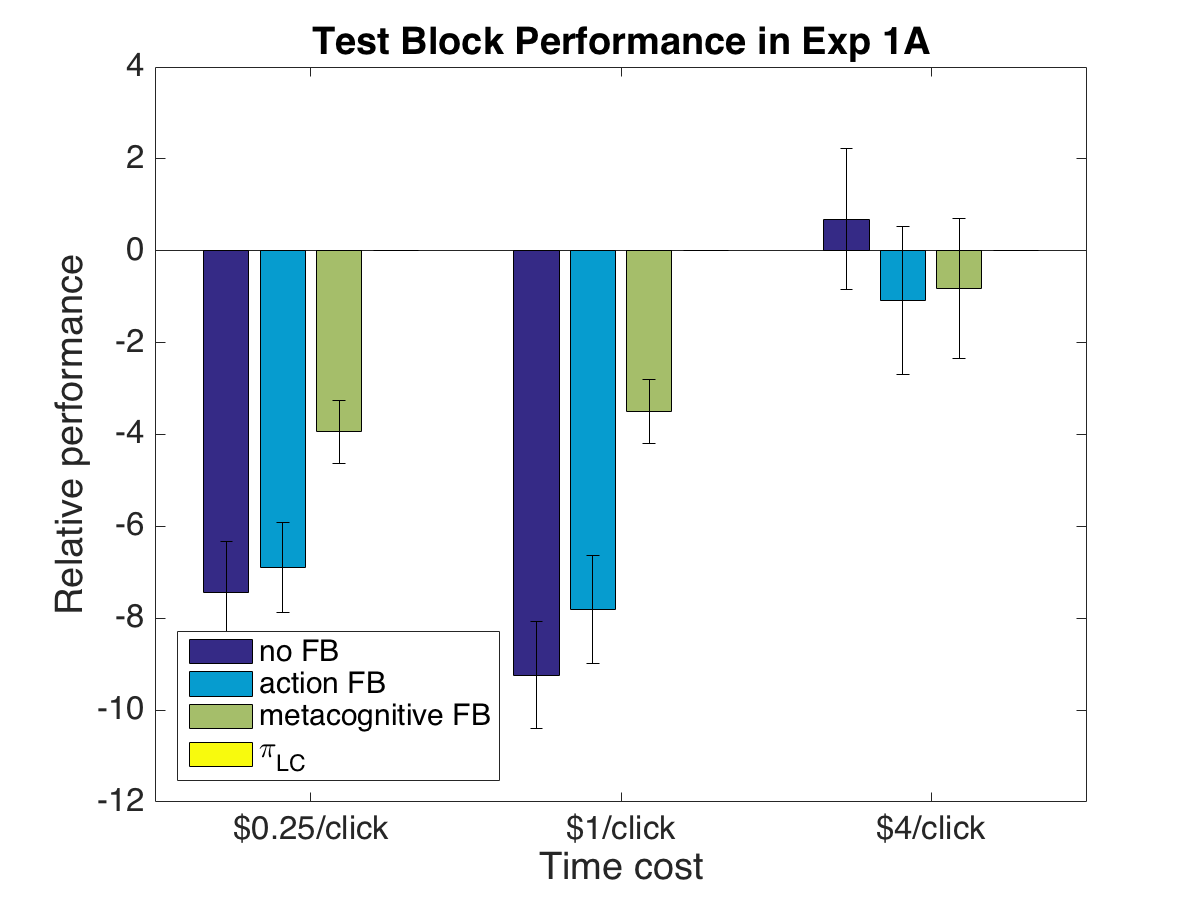 Test Block Performance in Exp 1A
4
2
0
-2
-4
-6
-8
-10
-12
Relative performance
no FB
action FB
metacognitive FB
π_LC
$0.25/click
$1/click
$4/click
Time cost